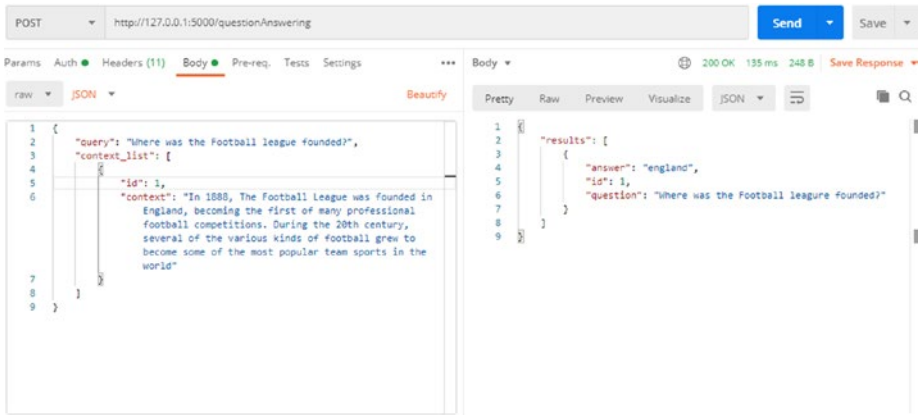 POST http://127.0.0.1:5000/questionAnswering Send Save
Params Auth Headers (11) Body Pre-req. Tests Settings
raw JSON Beautify
1 {
2 "query": "Where was the Football league founded?",
3 "context_list": [
4 {
5 "id": 1,
6 "context": "In 1888, The Football League was founded in
England, becoming the first of many professional
football competitions. During the 20th century,
several of the various kinds of football grew to
become some of the most popular team sports in the
world"
7 }
8 ]
9 }
Body 200 OK 135 ms 248 B Save Response
Pretty Raw Preview Visualize JSON
1 {
2 "results": [
3 {
4 "answer": "england",
5 "id": 1,
6 "question": "Where was the Football leagure founded?"
7 }
8 ]
9 }